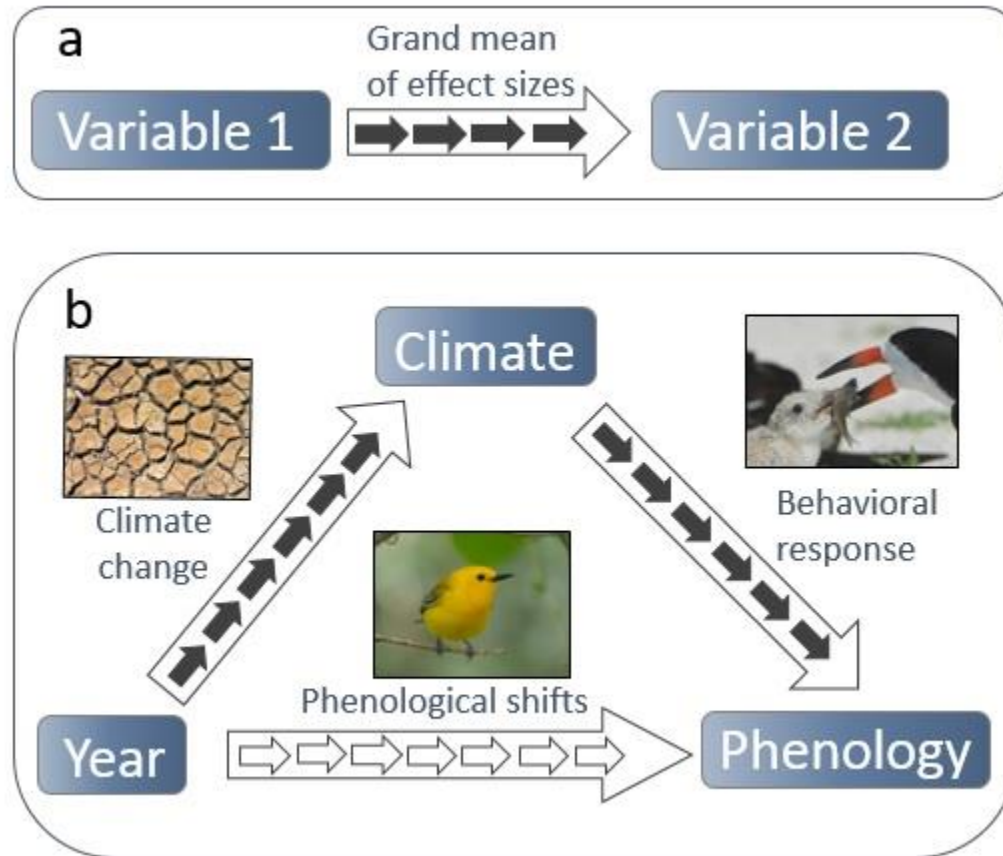 a
Grand mean
of effect sizes
Variable 1
Variable 2
b
Climate
Climate
change
Behavioral
response
Phenological shifts
Year
Phenology